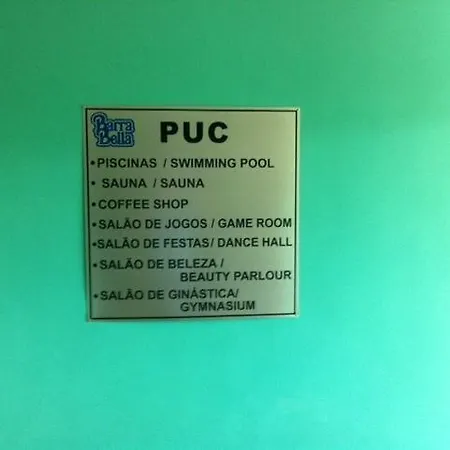 Barra
Bella
PUC
•PISCINAS / SWIMMING POOL
• SAUNA / SAUNA
•COFFEE SHOP
•SALÃO DE JOGOS / GAME ROOM
•SALÃO DE FESTAS/ DANCE HALL
•SALÃO DE BELEZA /
BEAUTY PARLOUR
•SALÃO DE GINÁSTICA/
GYMNASIUM